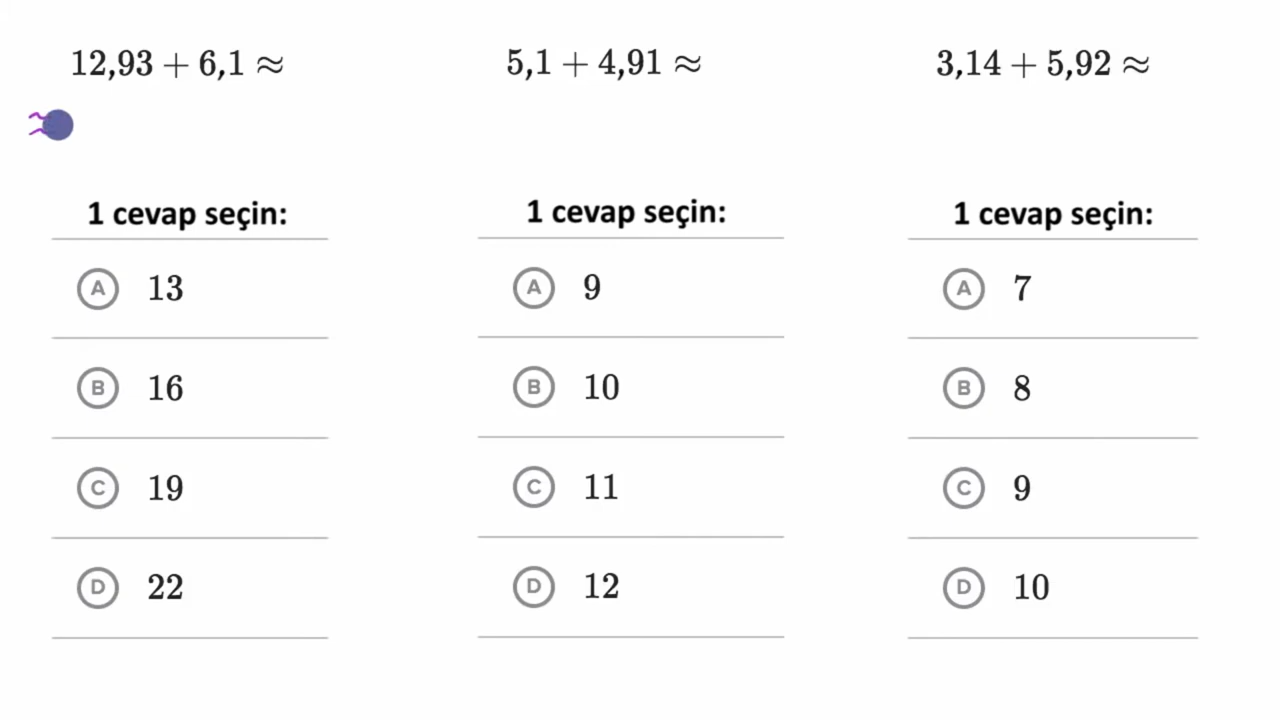 12,93 + 6,1 ≈
1 cevap seçin:
A 13
B 16
C 19
D 22
5,1 + 4,91 ≈
1 cevap seçin:
A 9
B 10
C 11
D 12
3,14 + 5,92 ≈
1 cevap seçin:
A 7
B 8
C 9
D 10